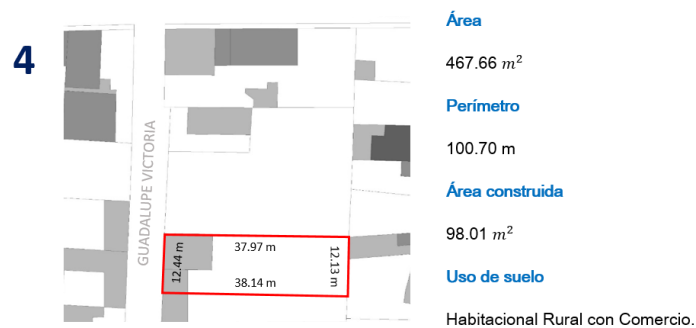 4
GUADALUPE VICTORIA
12.44 m
37.97 m
38.14 m
12.13 m
Área
467.66 m²
Perímetro
100.70 m
Área construida
98.01 m²
Uso de suelo
Habitacional Rural con Comercio.